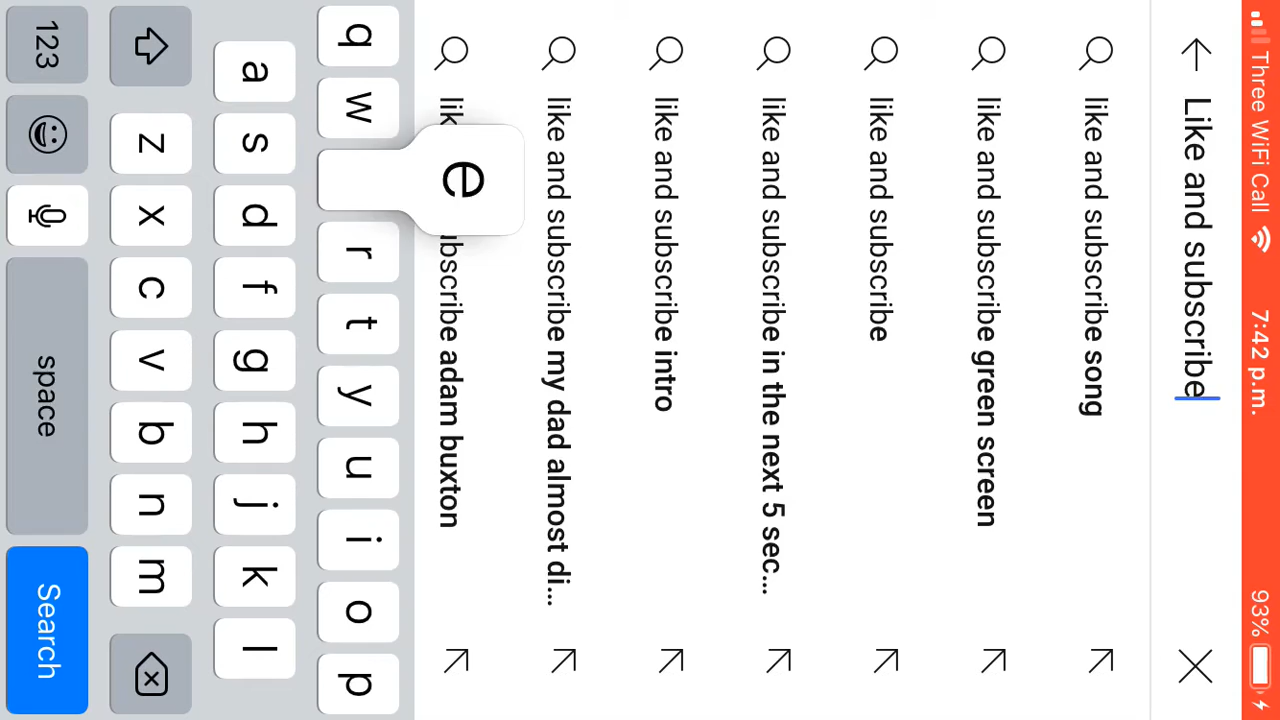 Three WiFi Call 7:42 p.m. 93%
Like and subscribe
like and subscribe song
like and subscribe green screen
like and subscribe
like and subscribe in the next 5 sec...
like and subscribe intro
like and subscribe my dad almost di...
lik bscribe adam buxton
q w e r t y u i o p
a s d f g h j k l
z x c v b n m
123 space Search